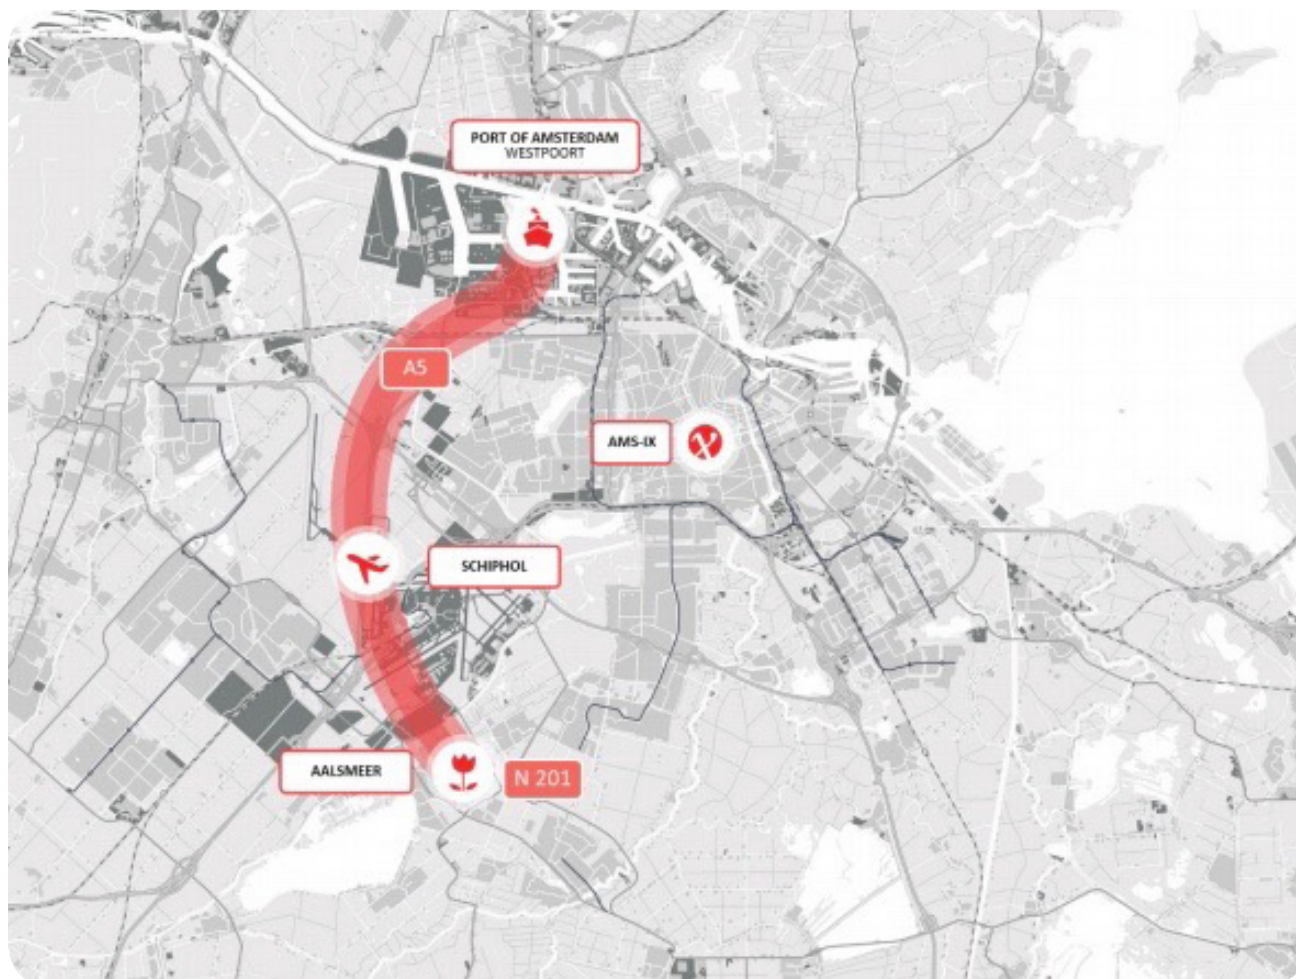 PORT OF AMSTERDAM
WESTPOORT
A5
AMS-IX
SCHIPHOL
AALSMEER
N 201